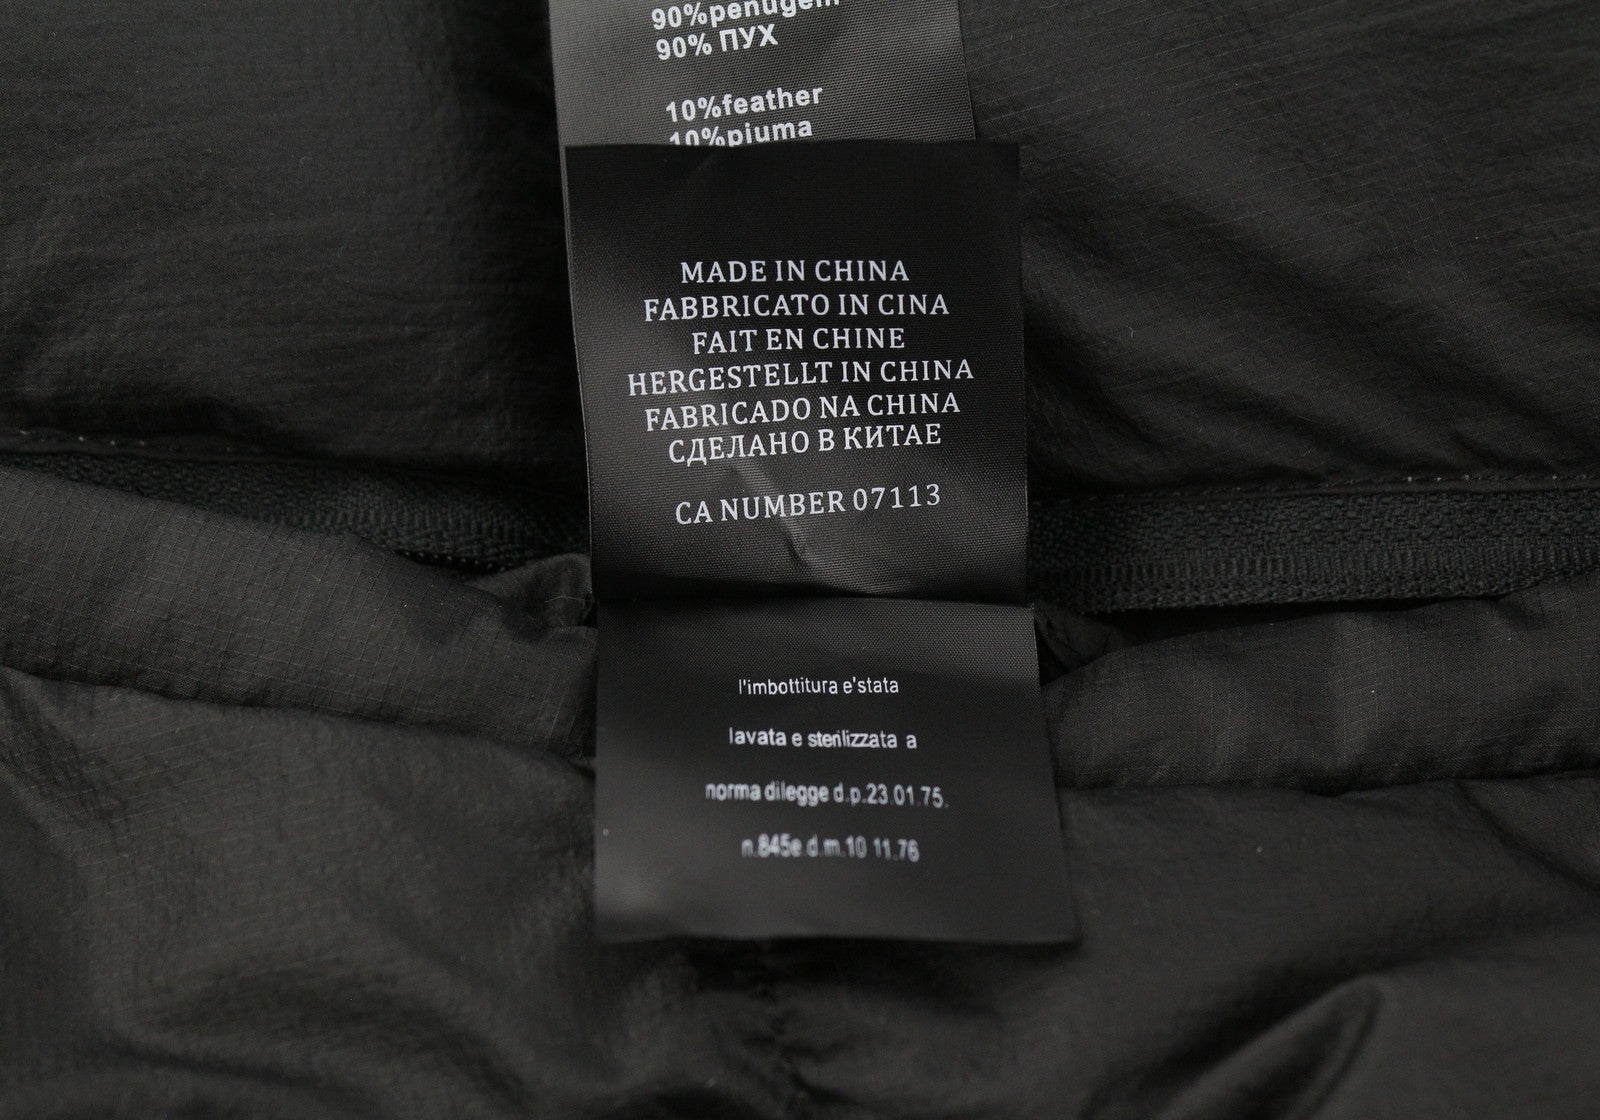 90%penugem
90% ПУХ
10%feather
10%piuma
MADE IN CHINA
FABBRICATO IN CINA
FAIT EN CHINE
HERGESTELLT IN CHINA
FABRICADO NA CHINA
СДЕЛАНО В КИТАЕ
CA NUMBER 07113
l'imbottitura e'stata
lavata e sterilizzata a
norma dilegge d.p.23.01.75.
n.845e d.m.10 11.76